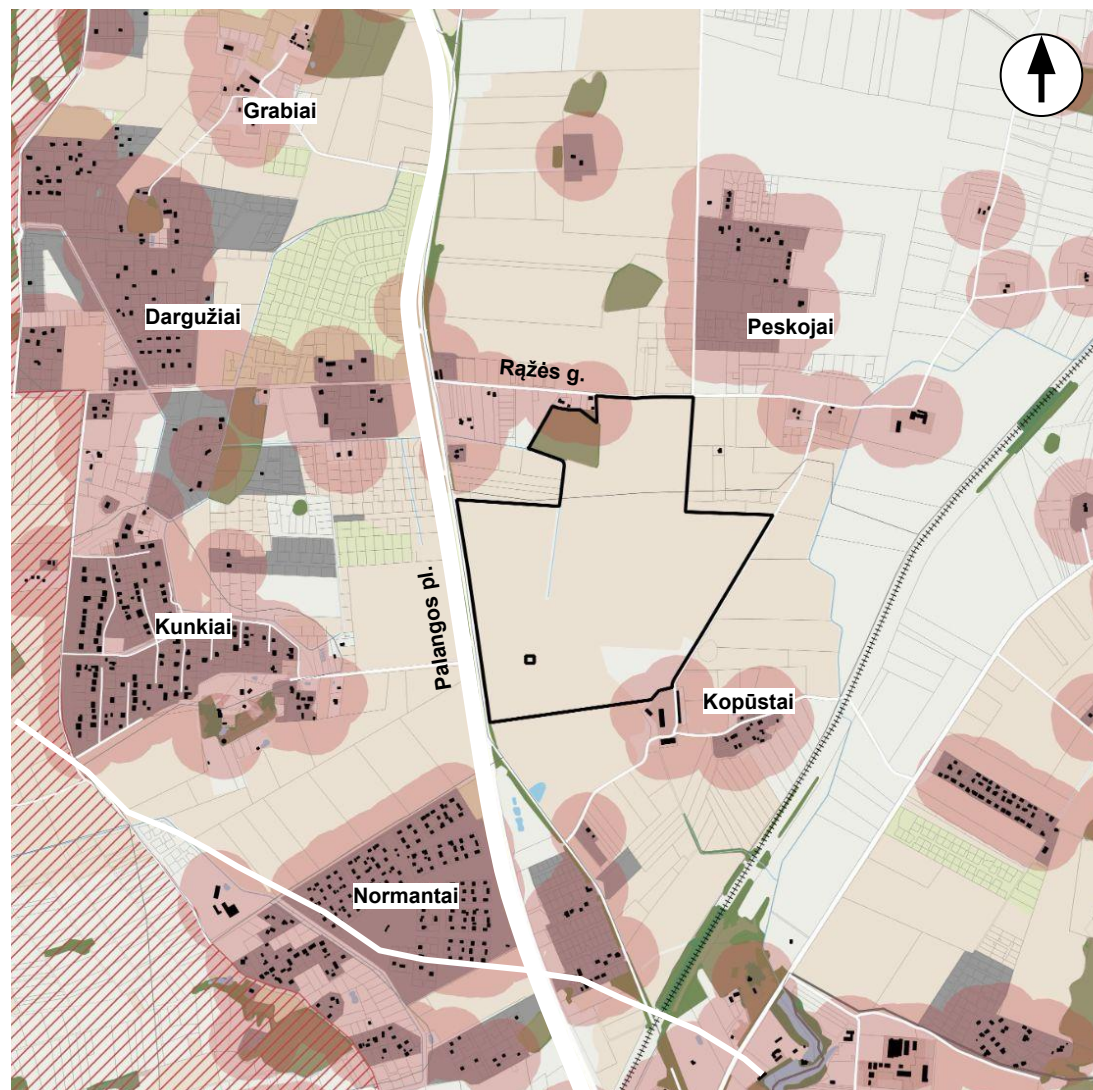 Grabiai
Dargužiai
Peskojai
Rąžės g.
Palangos pl.
Kunkiai
Kopūstai
Normantai